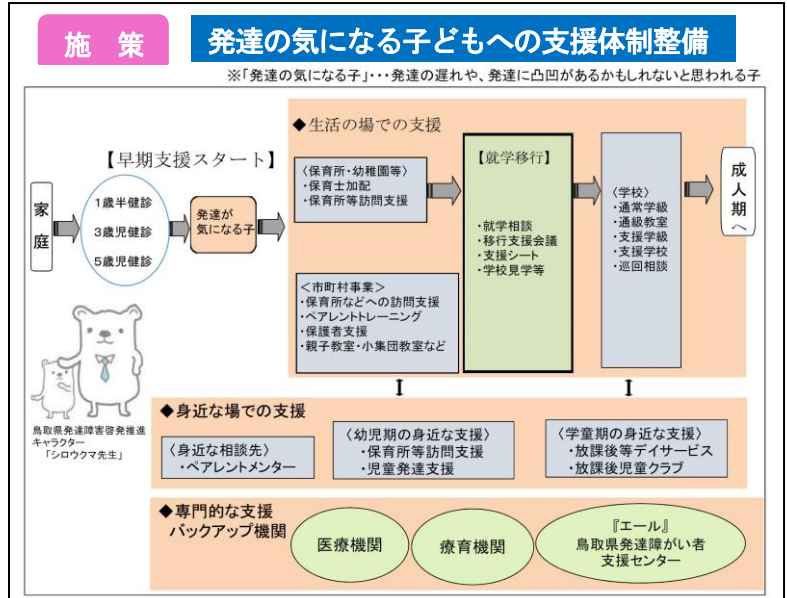 施 策
発達の気になる子どもへの支援体制整備
※「発達の気になる子」・・・発達の遅れや、発達に凸凹があるかもしれないと思われる子
家庭
【早期支援スタート】
1歳半健診
3歳児健診
5歳児健診
発達が
気になる子
◆生活の場での支援
〈保育所・幼稚園等〉
・保育士加配
・保育所等訪問支援
＜市町村事業＞
・保育所などへの訪問支援
・ペアレントトレーニング
・保護者支援
・親子教室・小集団教室など
【就学移行】
・就学相談
・移行支援会議
・支援シート
・学校見学等
〈学校〉
・通常学級
・通級教室
・支援学級
・支援学校
・巡回相談
成人期へ
鳥取県発達障害啓発推進
キャラクター
「シロウクマ先生」
◆身近な場での支援
〈身近な相談先〉
・ペアレントメンター
〈幼児期の身近な支援〉
・保育所等訪問支援
・児童発達支援
〈学童期の身近な支援〉
・放課後等デイサービス
・放課後児童クラブ
◆専門的な支援
バックアップ機関
医療機関
療育機関
『エール』
鳥取県発達障がい者
支援センター